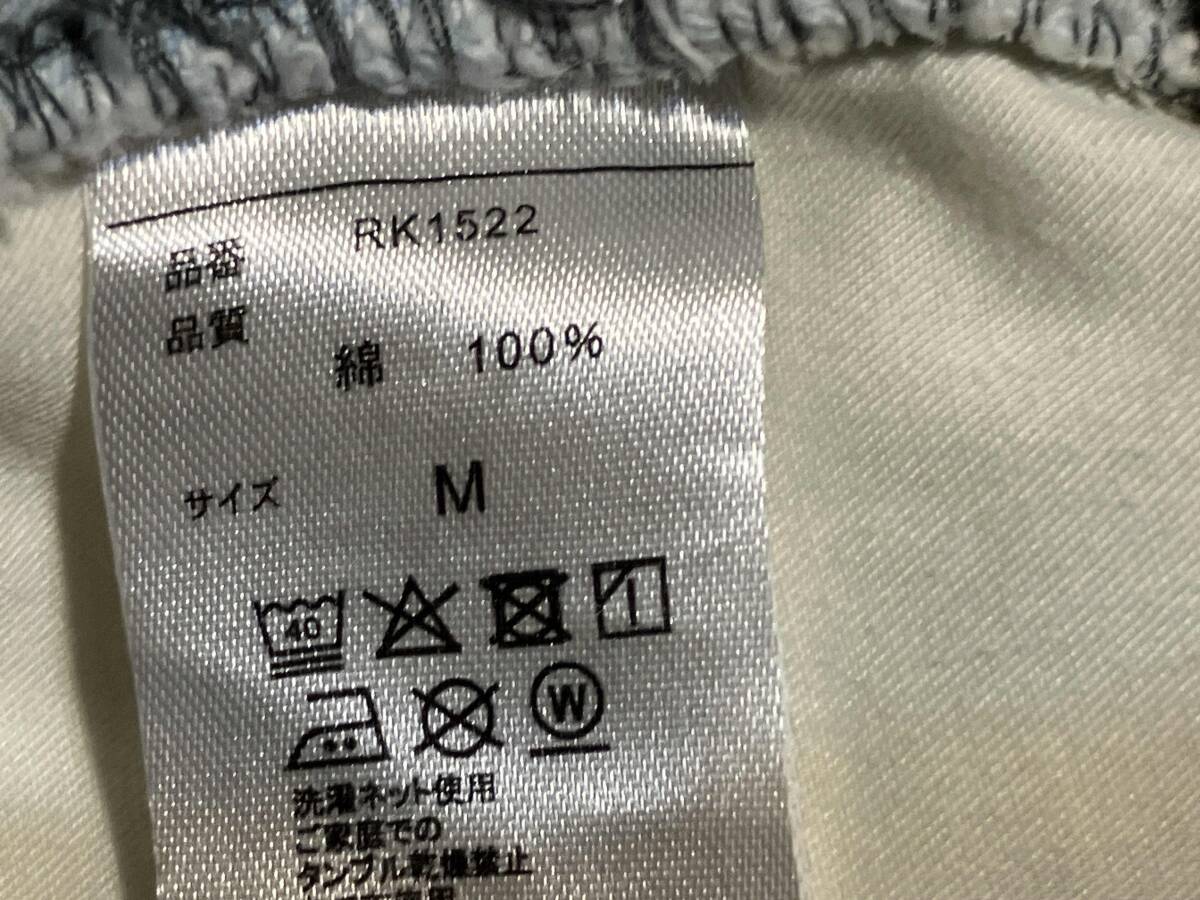 品番 RK1522
品質
綿 100%
サイズ M
40
W
洗濯ネット使用
ご家庭での
タンブル乾燥禁止